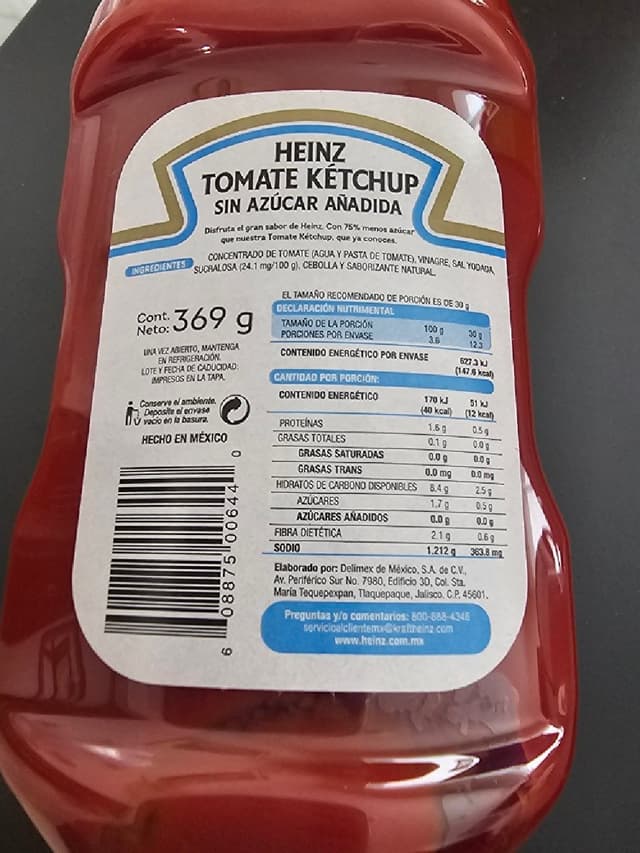 HEINZ
TOMATE KÉTCHUP
SIN AZÚCAR AÑADIDA
Disfruta el gran sabor de Heinz. Con 75% menos azúcar
que nuestra Tomate Kétchup, que ya conoces.
INGREDIENTES
CONCENTRADO DE TOMATE (AGUA Y PASTA DE TOMATE), VINAGRE, SAL YODADA,
SUCRALOSA (24.1 mg/100 g), CEBOLLA Y SABORIZANTE NATURAL.
Cont. Neto: 369 g
UNA VEZ ABIERTO, MANTENGA
EN REFRIGERACIÓN.
LOTE Y FECHA DE CADUCIDAD:
IMPRESOS EN LA TAPA.
Conserve el ambiente.
Deposite el envase
vacío en la basura.
HECHO EN MÉXICO
6 08875 00644 0
EL TAMAÑO RECOMENDADO DE PORCIÓN ES DE 30 g
DECLARACIÓN NUTRIMENTAL
TAMAÑO DE LA PORCIÓN 100 g 30 g
PORCIONES POR ENVASE 3.6 12.3
CONTENIDO ENERGÉTICO POR ENVASE 627.3 kJ
(147.6 kcal)
CANTIDAD POR PORCIÓN:
CONTENIDO ENERGÉTICO 170 kJ 51 kJ
(40 kcal) (12 kcal)
PROTEÍNAS 1.6 g 0.5 g
GRASAS TOTALES 0.1 g 0.0 g
GRASAS SATURADAS 0.0 g 0.0 g
GRASAS TRANS 0.0 mg 0.0 mg
HIDRATOS DE CARBONO DISPONIBLES 8.4 g 2.5 g
AZÚCARES 1.7 g 0.5 g
AZÚCARES AÑADIDOS 0.0 g 0.0 g
FIBRA DIETÉTICA 2.1 g 0.6 g
SODIO 1.212 g 363.8 mg
Elaborado por: Delimex de México, S.A. de C.V.,
Av. Periférico Sur No. 7980, Edificio 3D, Col. Sta.
María Tequepexpan, Tlaquepaque, Jalisco. C.P. 45601.
Preguntas y/o comentarios: 800-888-4346
servicioalclientemx@kraftheinz.com
www.heinz.com.mx